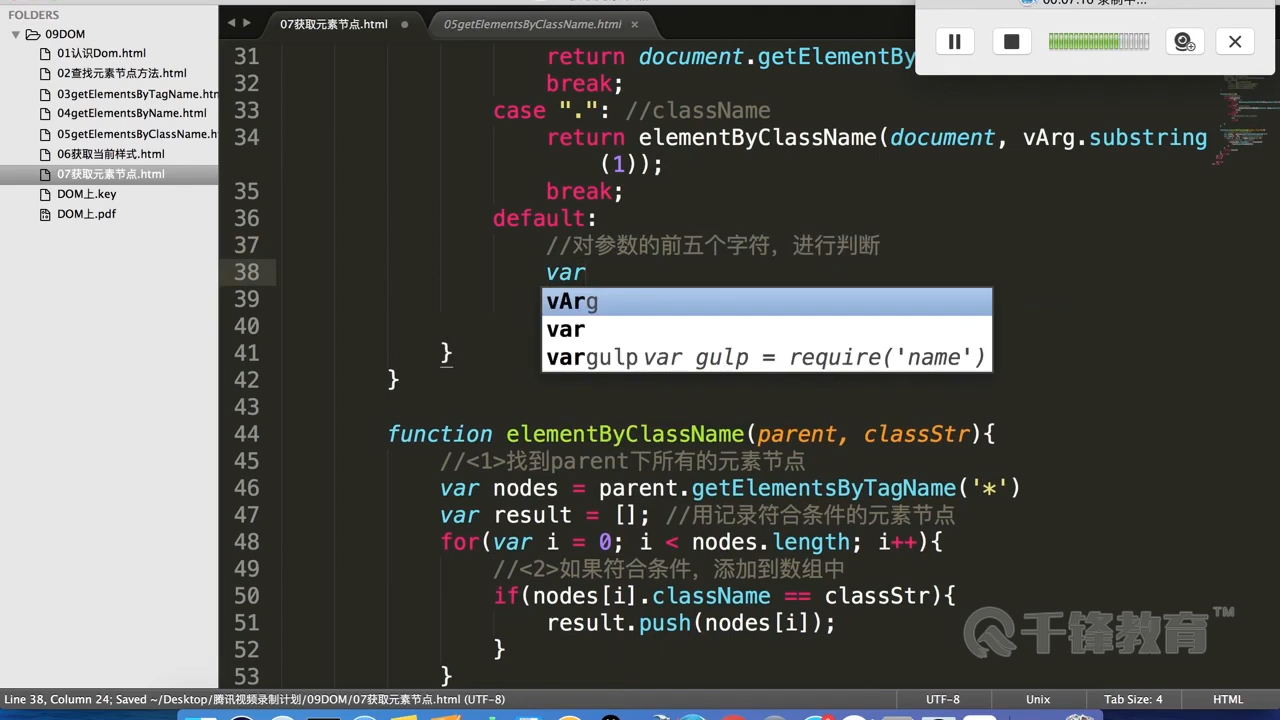 FOLDERS
09DOM
01认识Dom.html
02查找元素节点方法.html
03getElementsByTagName.htm
04getElementsByName.html
05getElementsByClassName.h
06获取当前样式.html
07获取元素节点.html
DOM上.key
DOM上.pdf
07获取元素节点.html
05getElementsByClassName.html
31 return document.getElementBy
32 break;
33 case ".": //className
34 return elementByClassName(document, vArg.substring
(1));
35 break;
36 default:
37 //对参数的前五个字符，进行判断
38 var
39
40
41 }
42 }
43
44 function elementByClassName(parent, classStr){
45 //<1>找到parent下所有的元素节点
46 var nodes = parent.getElementsByTagName('*')
47 var result = []; //用记录符合条件的元素节点
48 for(var i = 0; i < nodes.length; i++){
49 //<2>如果符合条件，添加到数组中
50 if(nodes[i].className == classStr){
51 result.push(nodes[i]);
52 }
53 }
vArg
var
vargulp var gulp = require('name')
千锋教育™
Line 38, Column 24; Saved ~/Desktop/腾讯视频录制计划/09DOM/07获取元素节点.html (UTF-8)
UTF-8
Unix
Tab Size: 4
HTML